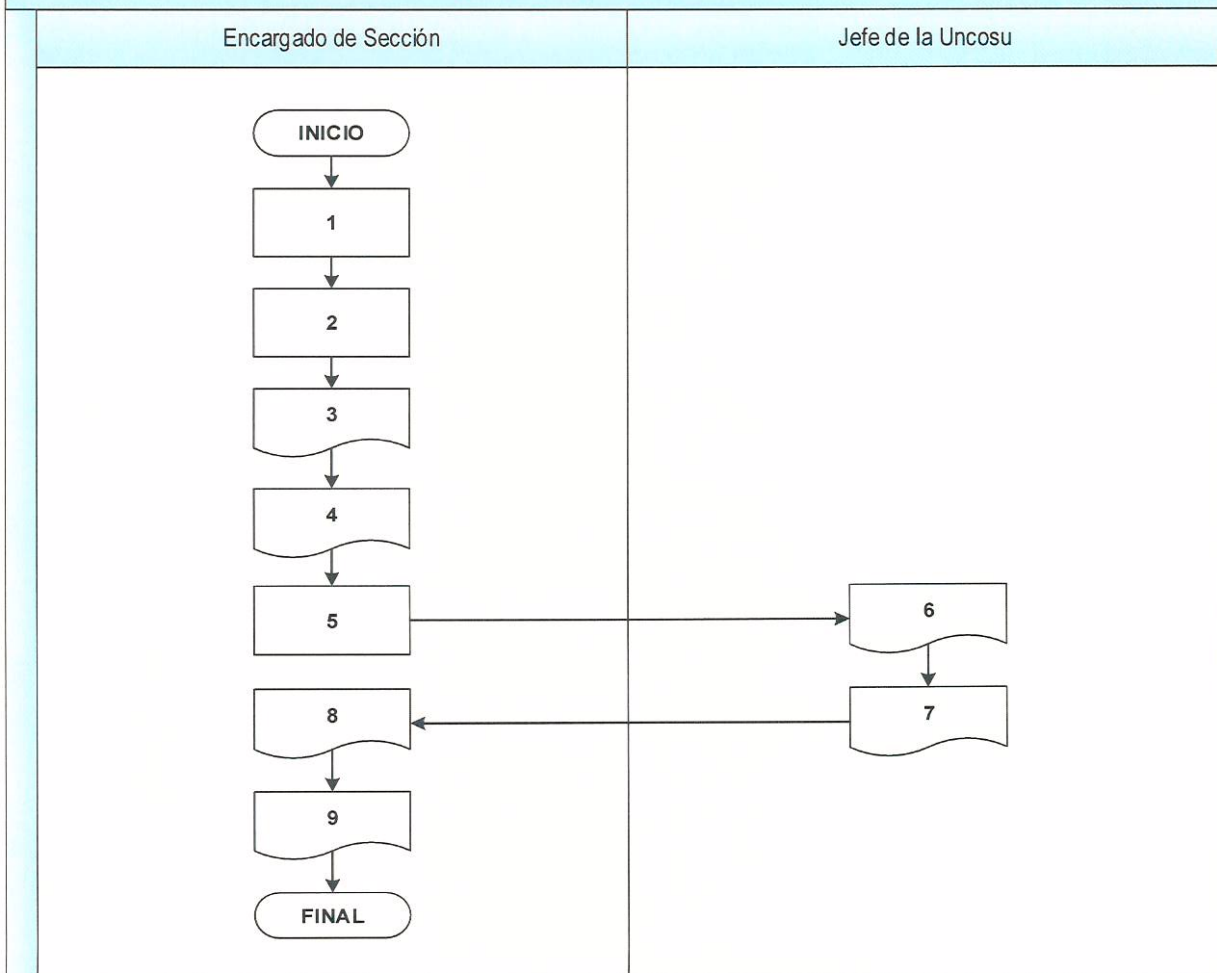 Encargado de Sección
Jefe de la Uncosu
INICIO
1
2
3
4
5
6
8
7
9
FINAL